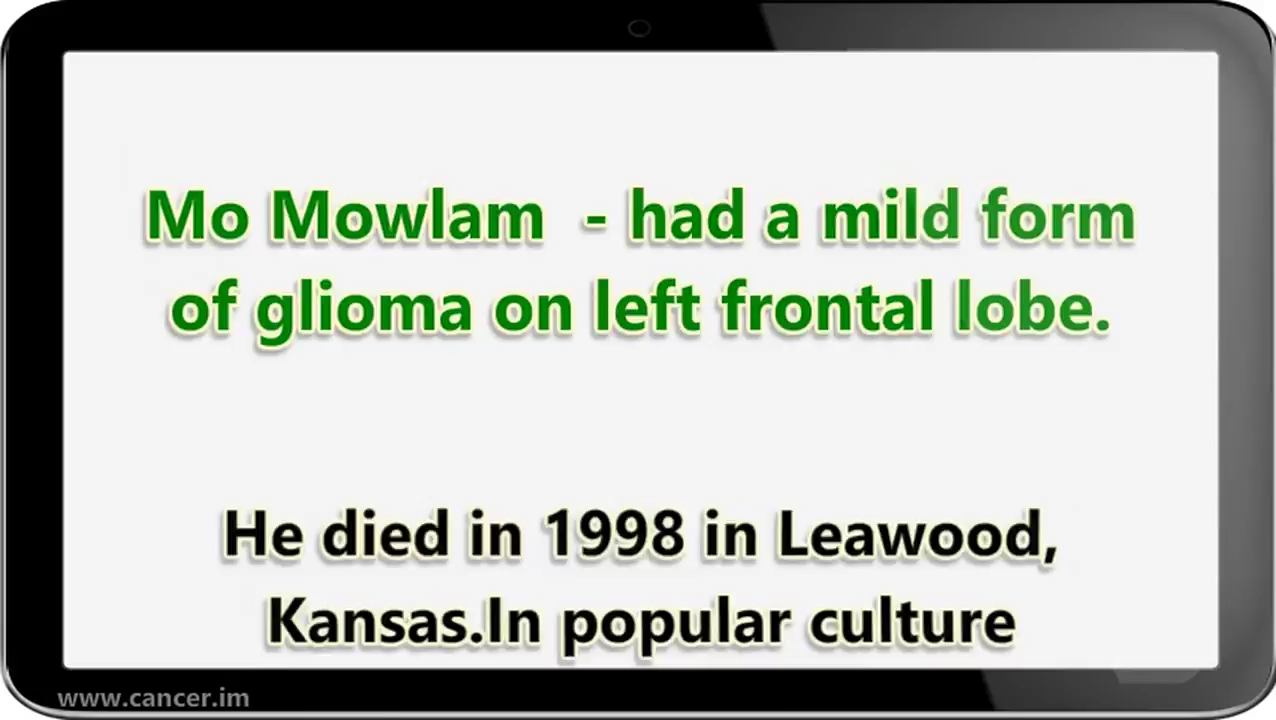 Mo Mowlam - had a mild form
of glioma on left frontal lobe.
He died in 1998 in Leawood,
Kansas.In popular culture
www.cancer.im